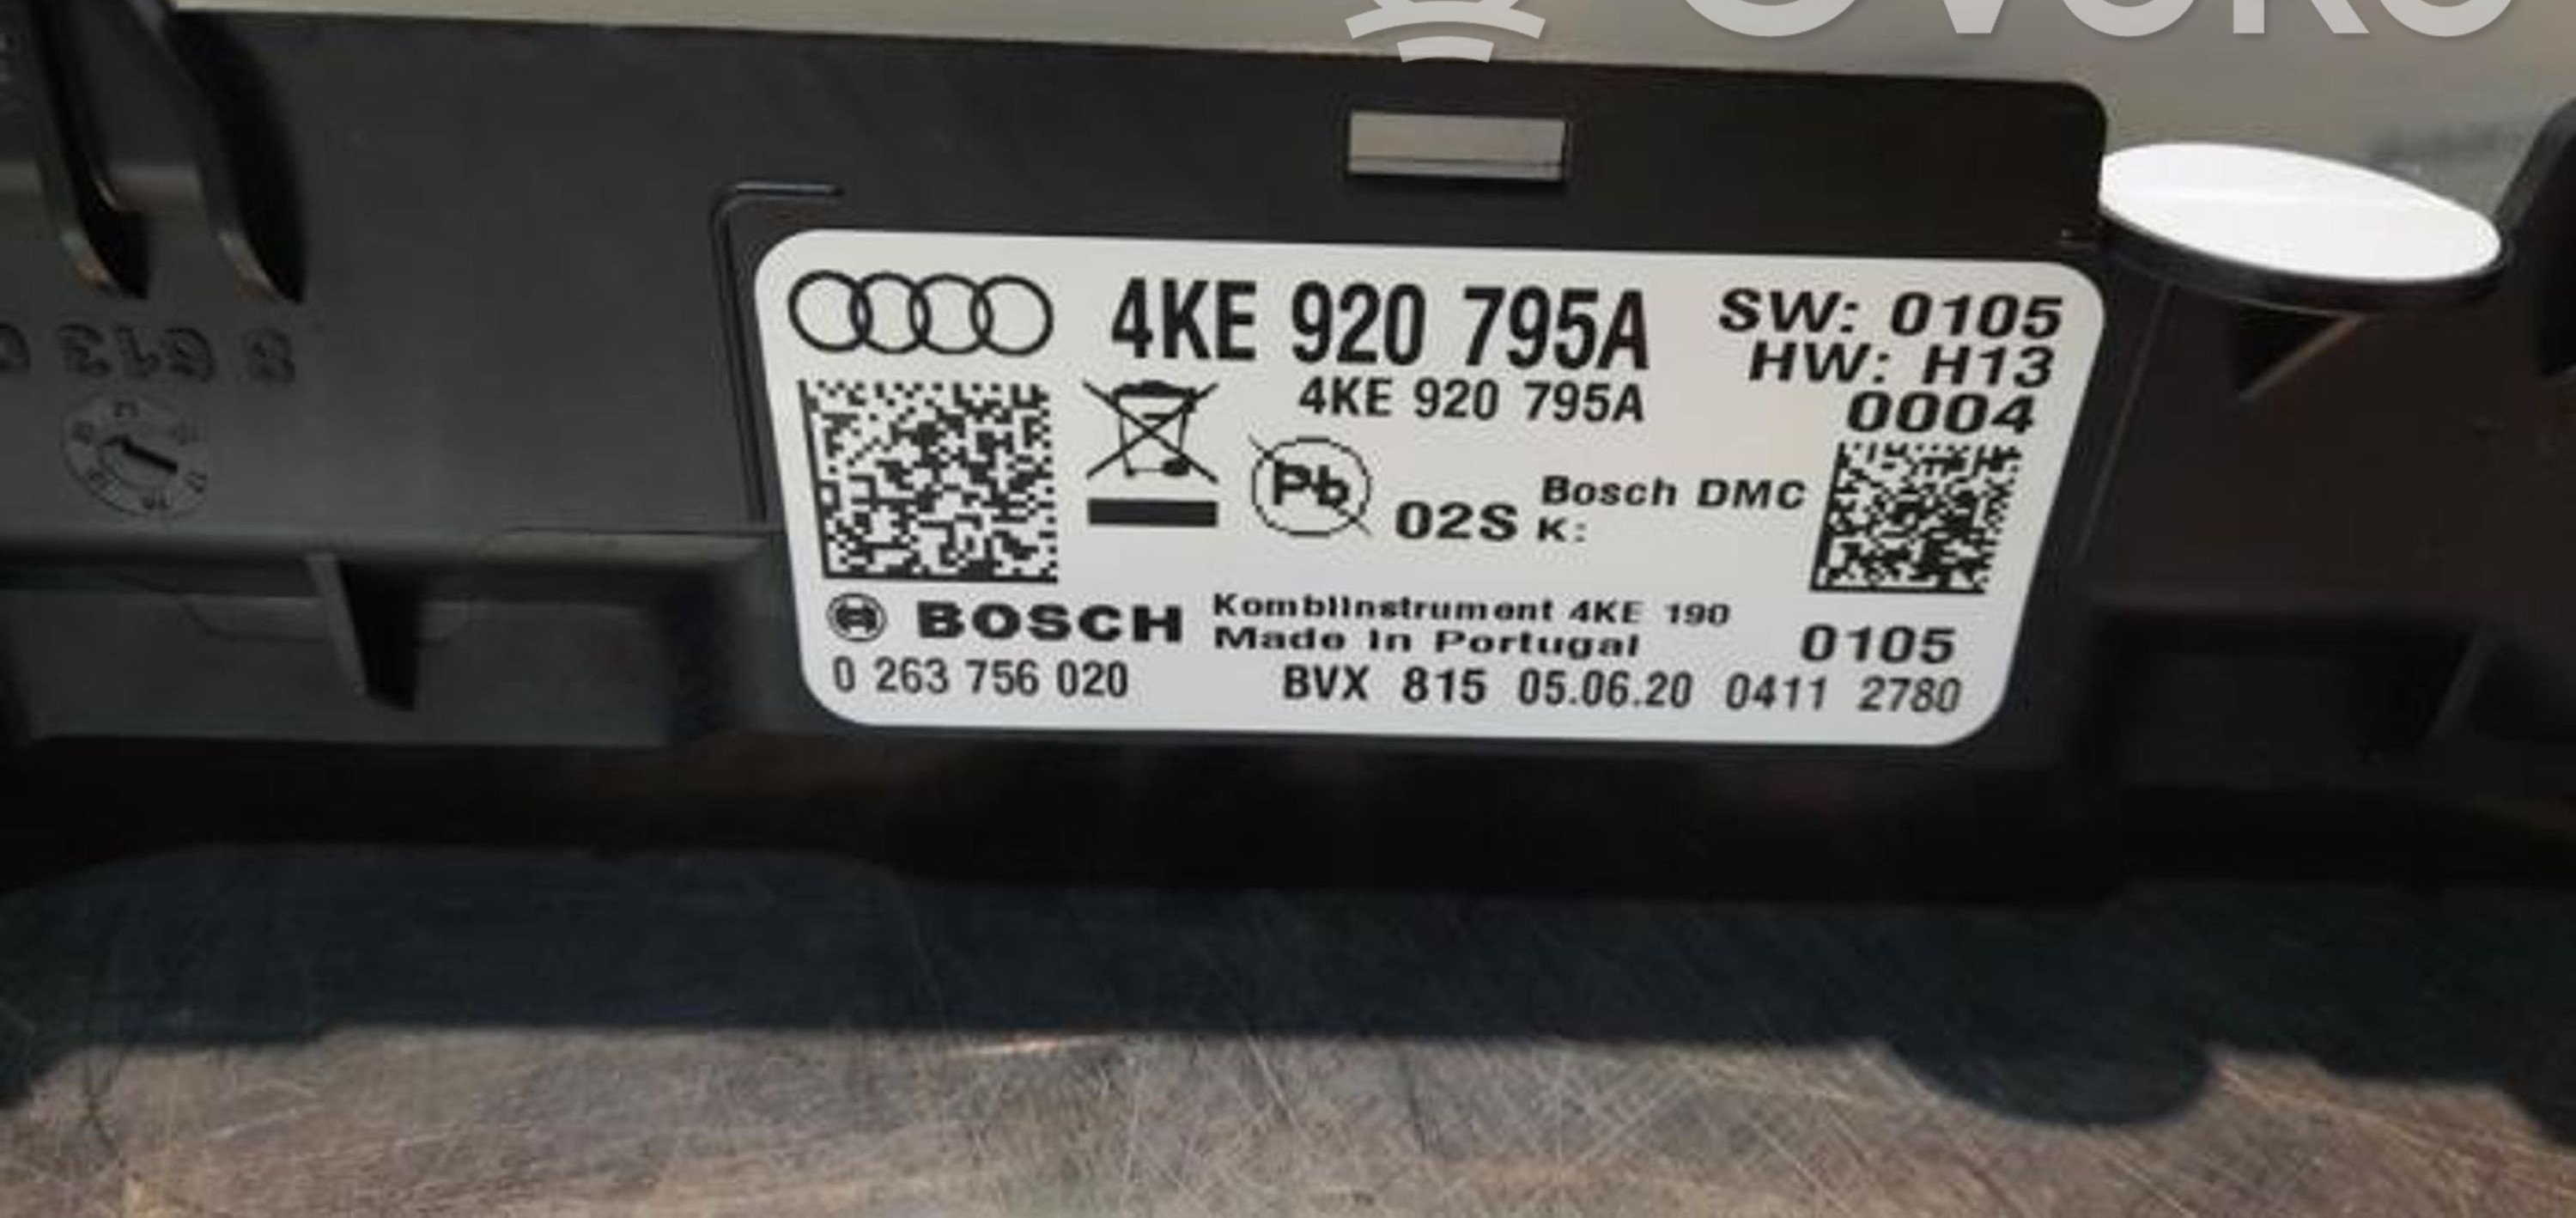 4KE 920 795A
SW: 0105
HW: H13
4KE 920 795A
0004
Pb
02S
Bosch DMC
K:
BOSCH
Kombiinstrument 4KE 190
Made in Portugal
0105
0 263 756 020
BVX 815 05.06.20 0411 2780